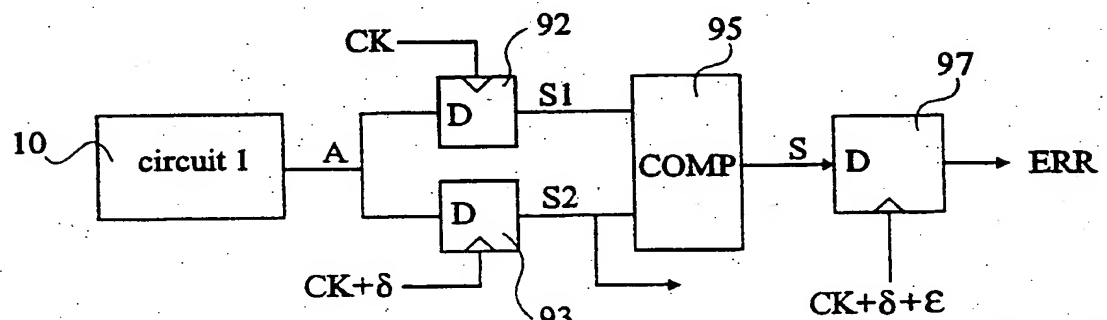 CK
92
95
97
10
circuit 1
A
D
S1
COMP
S
D
ERR
D
S2
CK+δ
93
CK+δ+ε